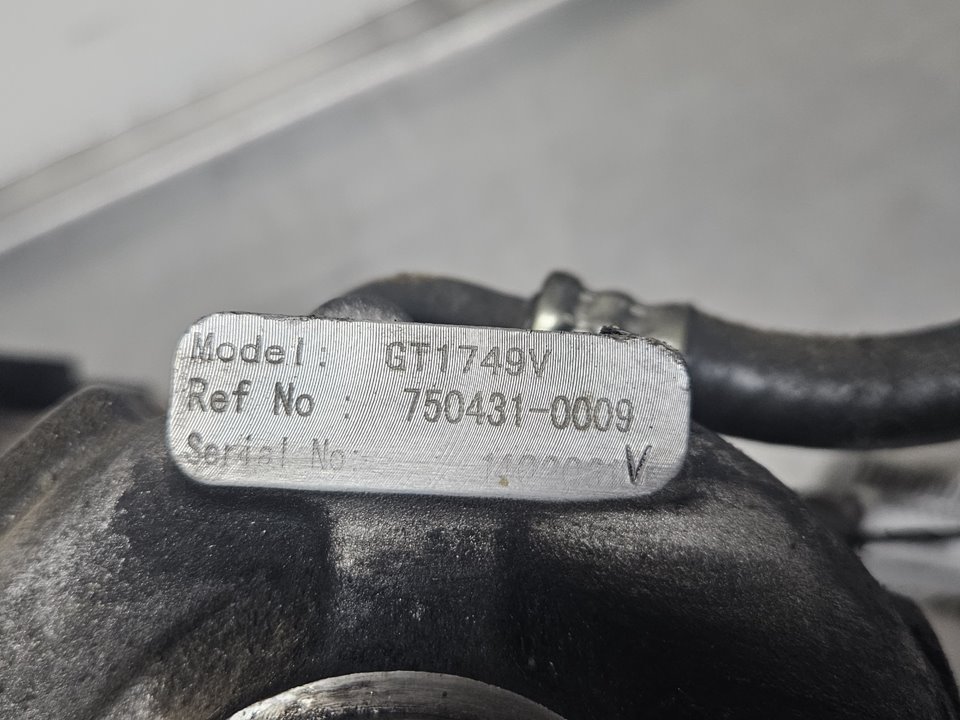 Model: GT1749V
Ref No : 750431-0009
Serial No: V